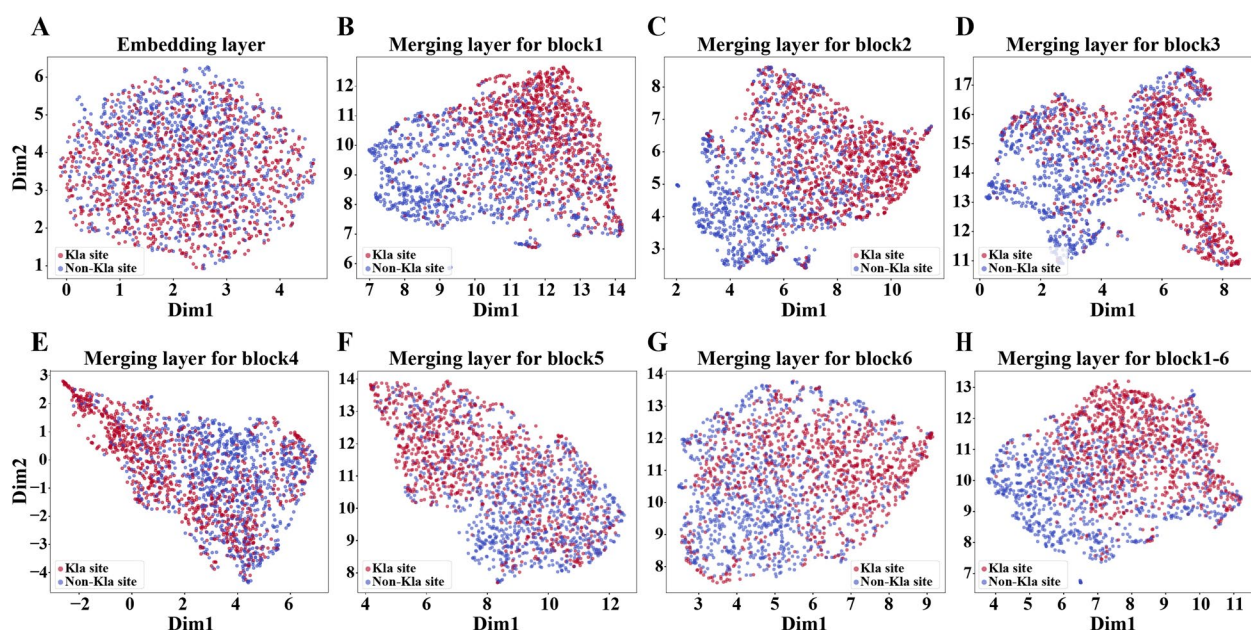 A
Embedding layer
Dim2
6
5
4
3
2
1
0 1 2 3 4
Dim1
Kla site
Non-Kla site
B
Merging layer for block1
12
11
10
9
8
7
6
7 8 9 10 11 12 13 14
Dim1
Kla site
Non-Kla site
C
Merging layer for block2
8
7
6
5
4
3
2 4 6 8 10
Dim1
Kla site
Non-Kla site
D
Merging layer for block3
17
16
15
14
13
12
11
0 2 4 6 8
Dim1
Kla site
Non-Kla site
E
Merging layer for block4
Dim2
3
2
1
0
−1
−2
−3
−4
−2 0 2 4 6
Dim1
Kla site
Non-Kla site
F
Merging layer for block5
14
13
12
11
10
9
8
4 6 8 10 12
Dim1
Kla site
Non-Kla site
G
Merging layer for block6
14
13
12
11
10
9
8
3 4 5 6 7 8 9
Dim1
Kla site
Non-Kla site
H
Merging layer for block1-6
13
12
11
10
9
8
7
4 5 6 7 8 9 10 11
Dim1
Kla site
Non-Kla site